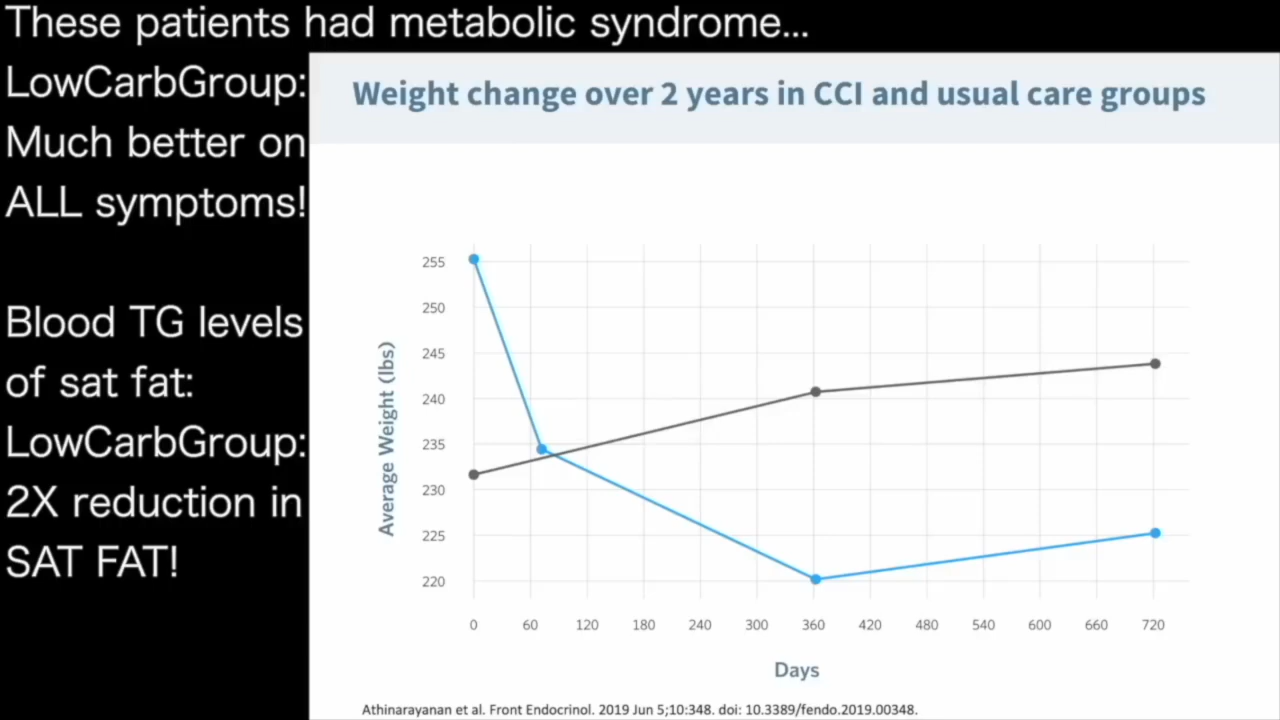 These patients had metabolic syndrome...
LowCarbGroup:
Much better on
ALL symptoms!
Blood TG levels
of sat fat:
LowCarbGroup:
2X reduction in
SAT FAT!
Weight change over 2 years in CCI and usual care groups
Average Weight (lbs)
255
250
245
240
235
230
225
220
0 60 120 180 240 300 360 420 480 540 600 660 720
Days
Athinarayanan et al. Front Endocrinol. 2019 Jun 5;10:348. doi: 10.3389/fendo.2019.00348.